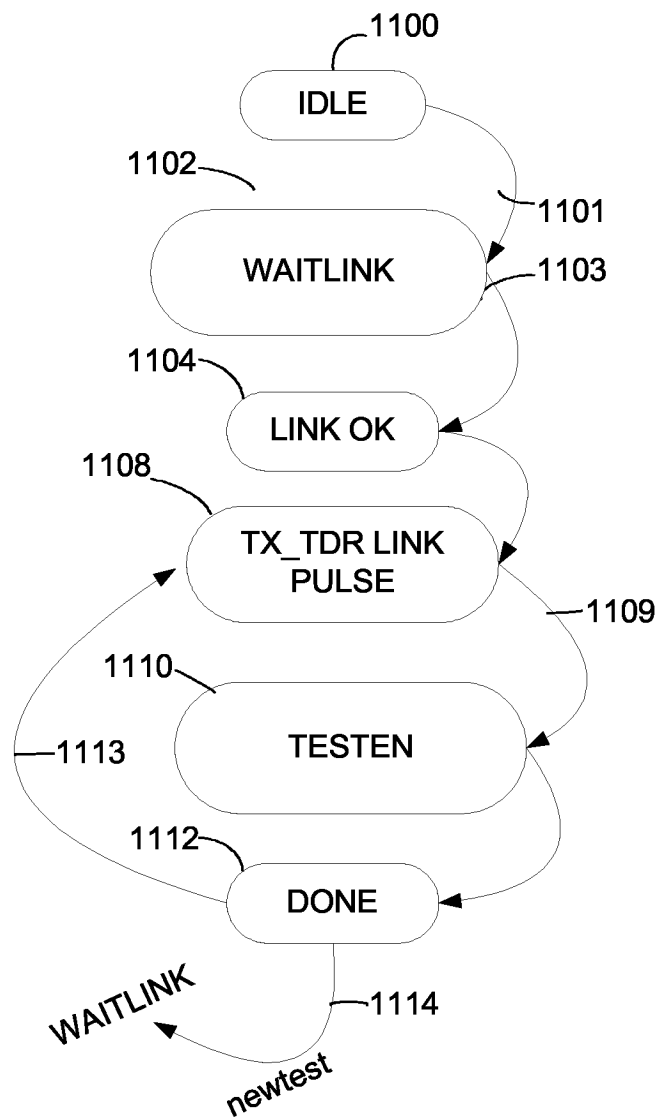 1100
IDLE
1102
1101
WAITLINK
1103
1104
LINK OK
1108
TX_TDR LINK
PULSE
1109
1110
TESTEN
1113
1112
DONE
WAITLINK
1114
newtest